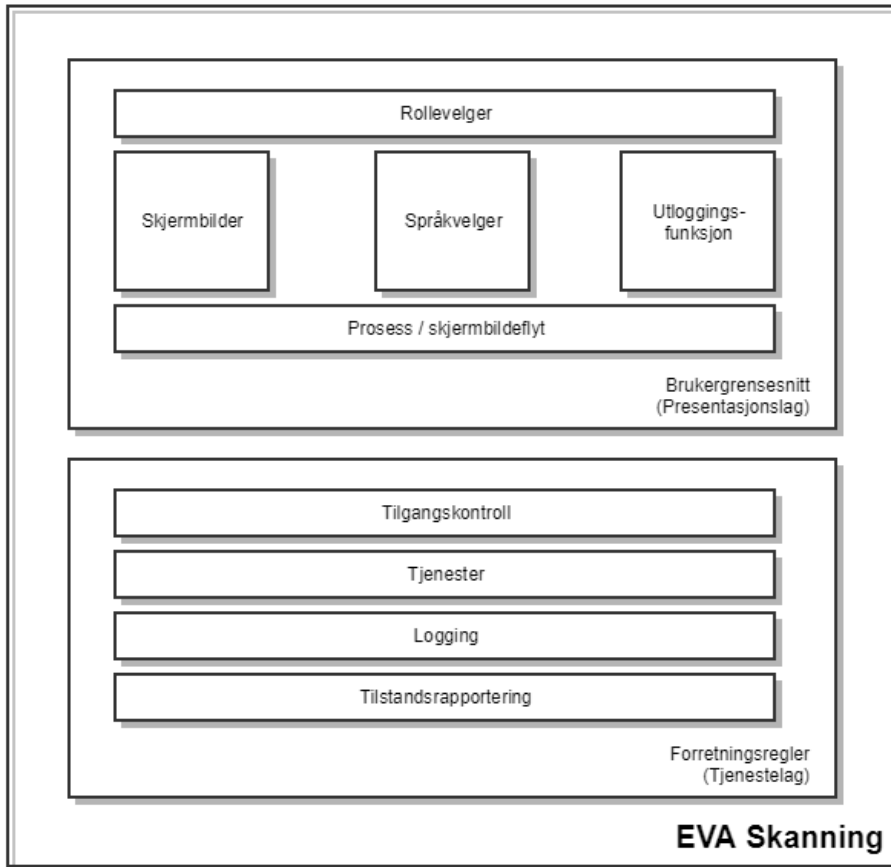 Rollevelger
Skjermbilder
Språkvelger
Utloggings-
funksjon
Prosess / skjermbildeflyt
Brukergrensesnitt
(Presentasjonslag)
Tilgangskontroll
Tjenester
Logging
Tilstandsrapportering
Forretningsregler
(Tjenestelag)
EVA Skanning